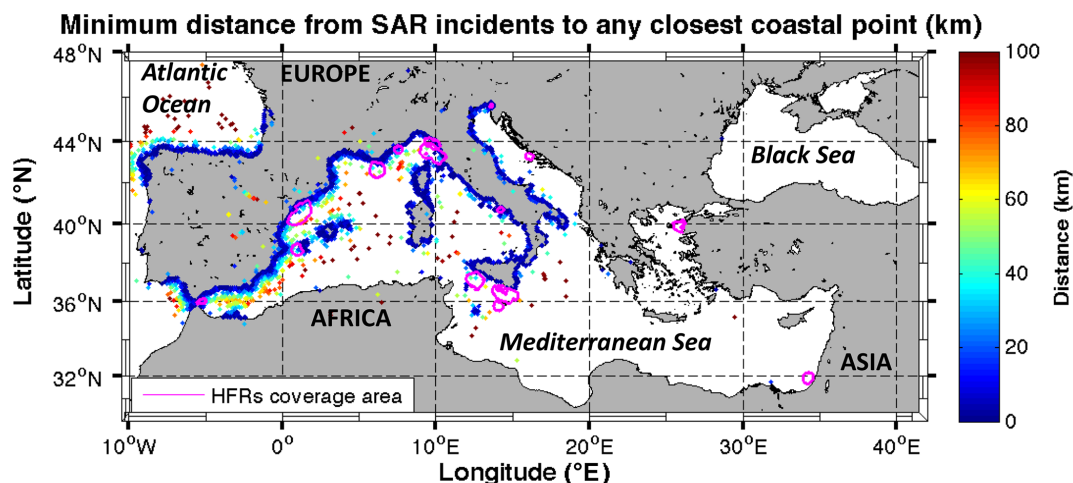 Minimum distance from SAR incidents to any closest coastal point (km)
48°N
44°N
40°N
36°N
32°N
Latitude (°N)
Atlantic
Ocean
EUROPE
Black Sea
AFRICA
Mediterranean Sea
ASIA
HFRs coverage area
10°W
0°
10°E
20°E
30°E
40°E
Longitude (°E)
100
80
60
40
20
0
Distance (km)